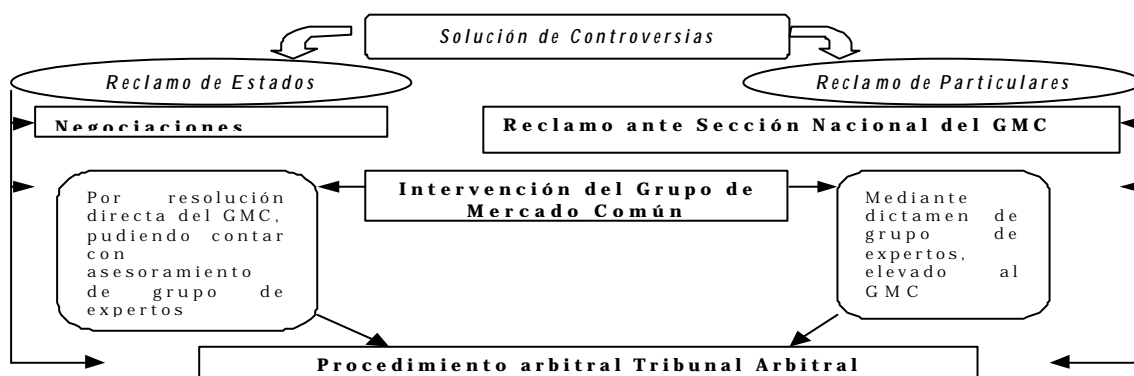 Solución de Controversias
Reclamo de Estados
Reclamo de Particulares
Negociaciones
Reclamo ante Sección Nacional del GMC
Por resolución
directa del GMC,
pudiendo contar
con
asesoramiento
de grupo de
expertos
Intervención del Grupo de
Mercado Común
Mediante
dictamen de
grupo de
expertos,
elevado al
GMC
Procedimiento arbitral Tribunal Arbitral